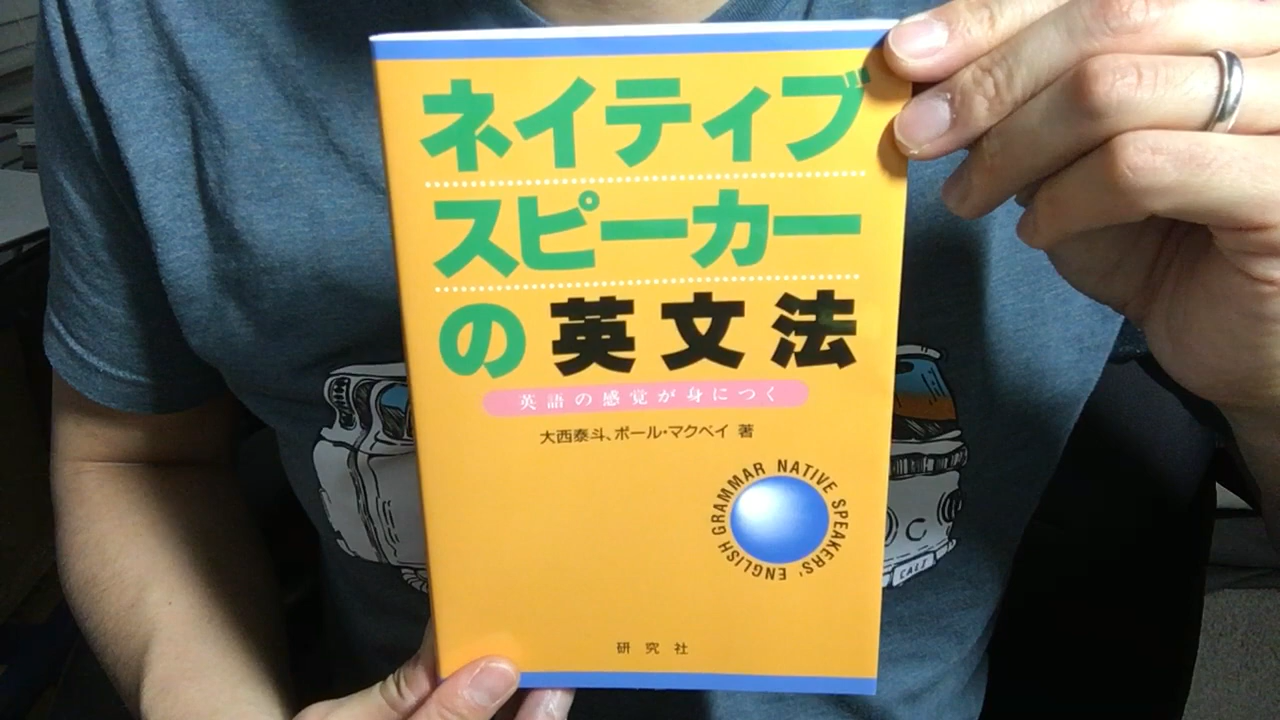 ネイティブ
スピーカー
の英文法
英語の感覚が身につく
大西泰斗、ポール・マクベイ 著
NATIVE SPEAKERS' ENGLISH GRAMMAR
研究社
CALI